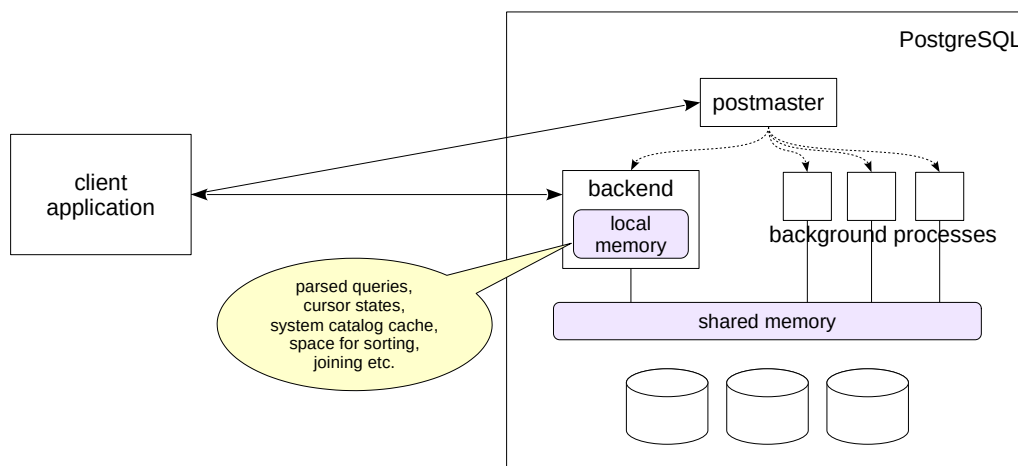 PostgreSQL
postmaster
client
application
backend
local
memory
background processes
parsed queries,
cursor states,
system catalog cache,
space for sorting,
joining etc.
shared memory